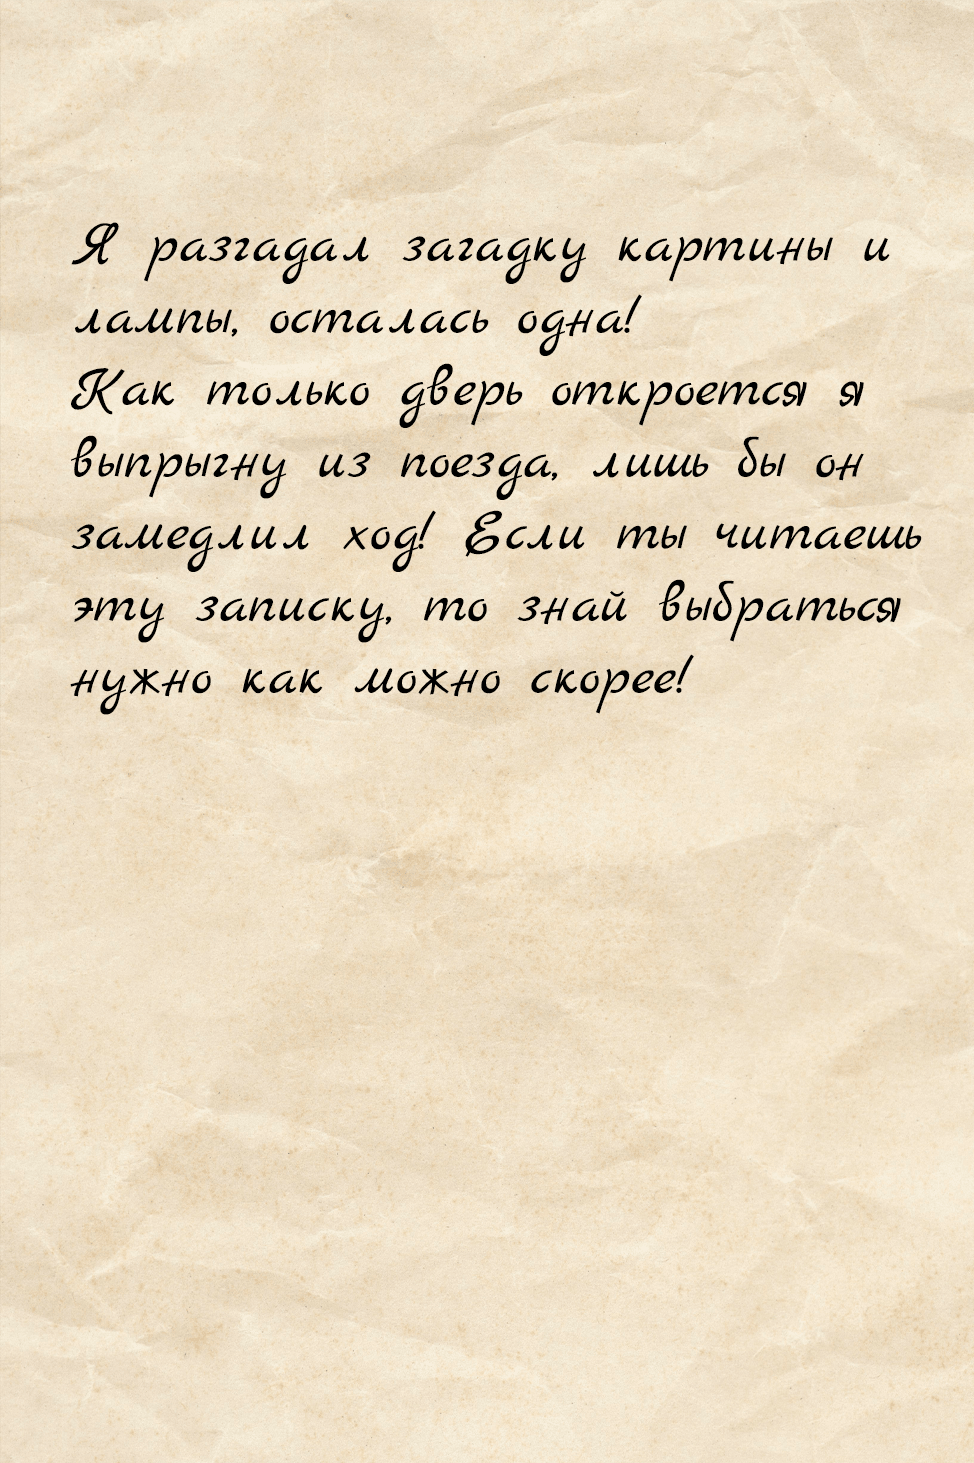 Я разгадал загадку картины и
лампы, осталась одна!
Как только дверь откроется я
выпрыгну из поезда, лишь бы он
замедлил ход! Если ты читаешь
эту записку, то знай выбраться
нужно как можно скорее!